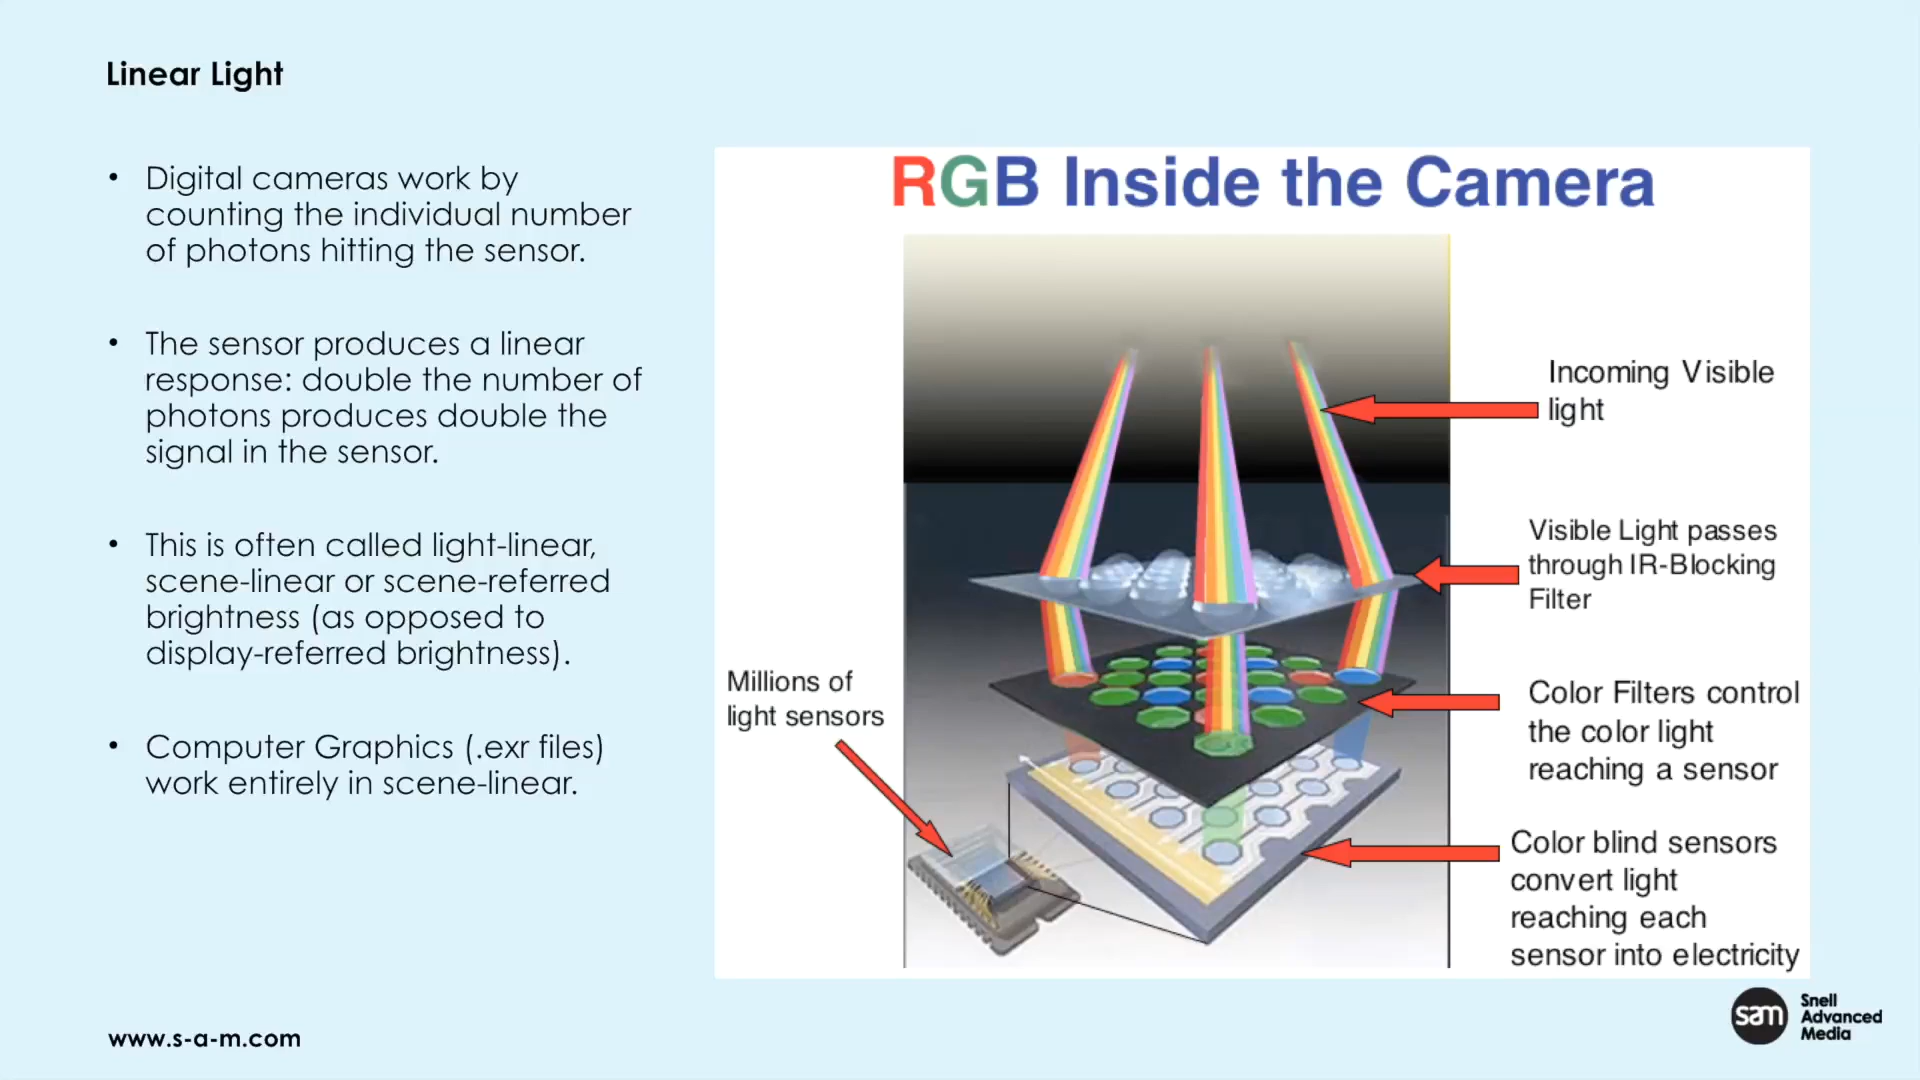 Linear Light
• Digital cameras work by
counting the individual number
of photons hitting the sensor.
• The sensor produces a linear
response: double the number of
photons produces double the
signal in the sensor.
• This is often called light-linear,
scene-linear or scene-referred
brightness (as opposed to
display-referred brightness).
• Computer Graphics (.exr files)
work entirely in scene-linear.
RGB Inside the Camera
Incoming Visible
light
Visible Light passes
through IR-Blocking
Filter
Millions of
light sensors
Color Filters control
the color light
reaching a sensor
Color blind sensors
convert light
reaching each
sensor into electricity
www.s-a-m.com
sam
Snell
Advanced
Media